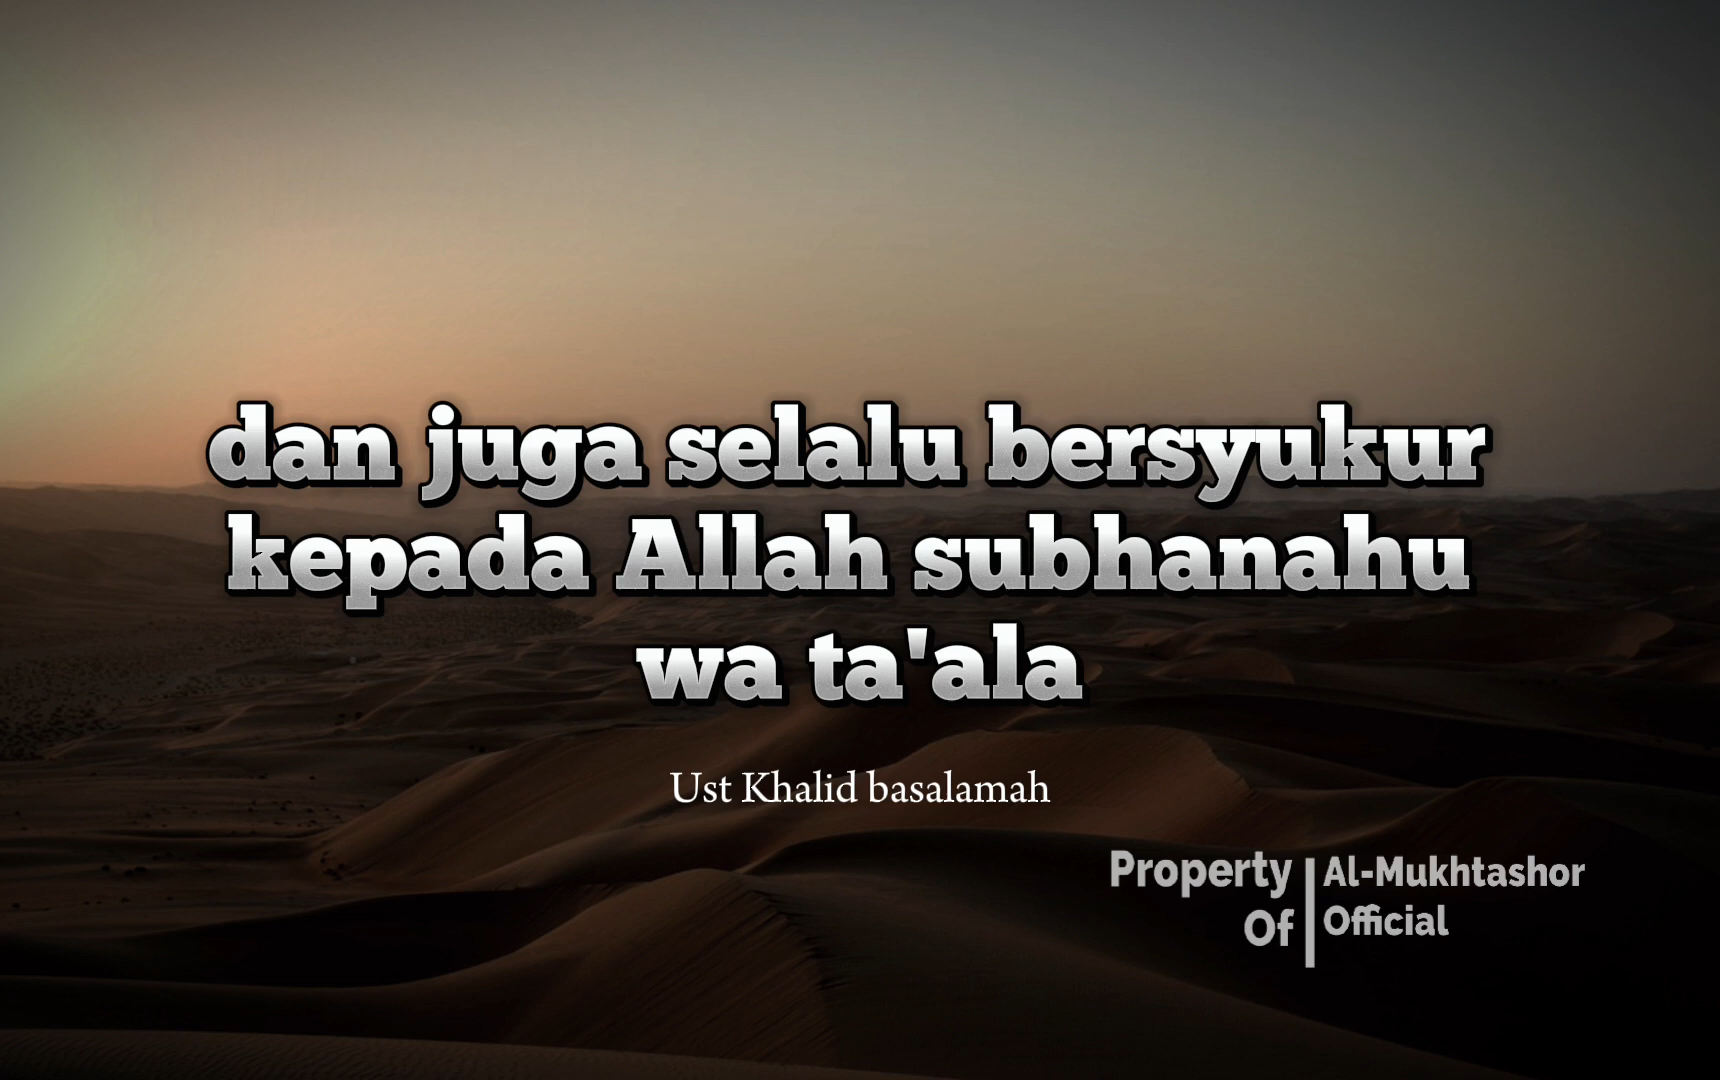 dan juga selalu bersyukur
kepada Allah subhanahu
wa ta'ala
Ust Khalid basalamah
Property
Of
Al-Mukhtashor
Official